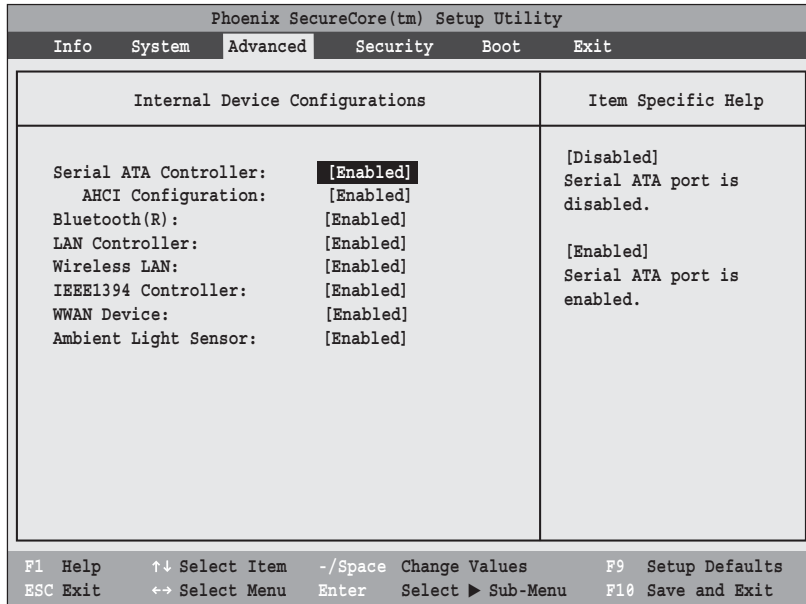 Phoenix SecureCore(tm) Setup Utility
Info System Advanced Security Boot Exit
Internal Device Configurations
Item Specific Help
Serial ATA Controller: [Enabled]
AHCI Configuration: [Enabled]
Bluetooth(R): [Enabled]
LAN Controller: [Enabled]
Wireless LAN: [Enabled]
IEEE1394 Controller: [Enabled]
WWAN Device: [Enabled]
Ambient Light Sensor: [Enabled]
[Disabled]
Serial ATA port is
disabled.
[Enabled]
Serial ATA port is
enabled.
F1 Help ↑↓ Select Item -/Space Change Values F9 Setup Defaults
ESC Exit ←→ Select Menu Enter Select ▶ Sub-Menu F10 Save and Exit